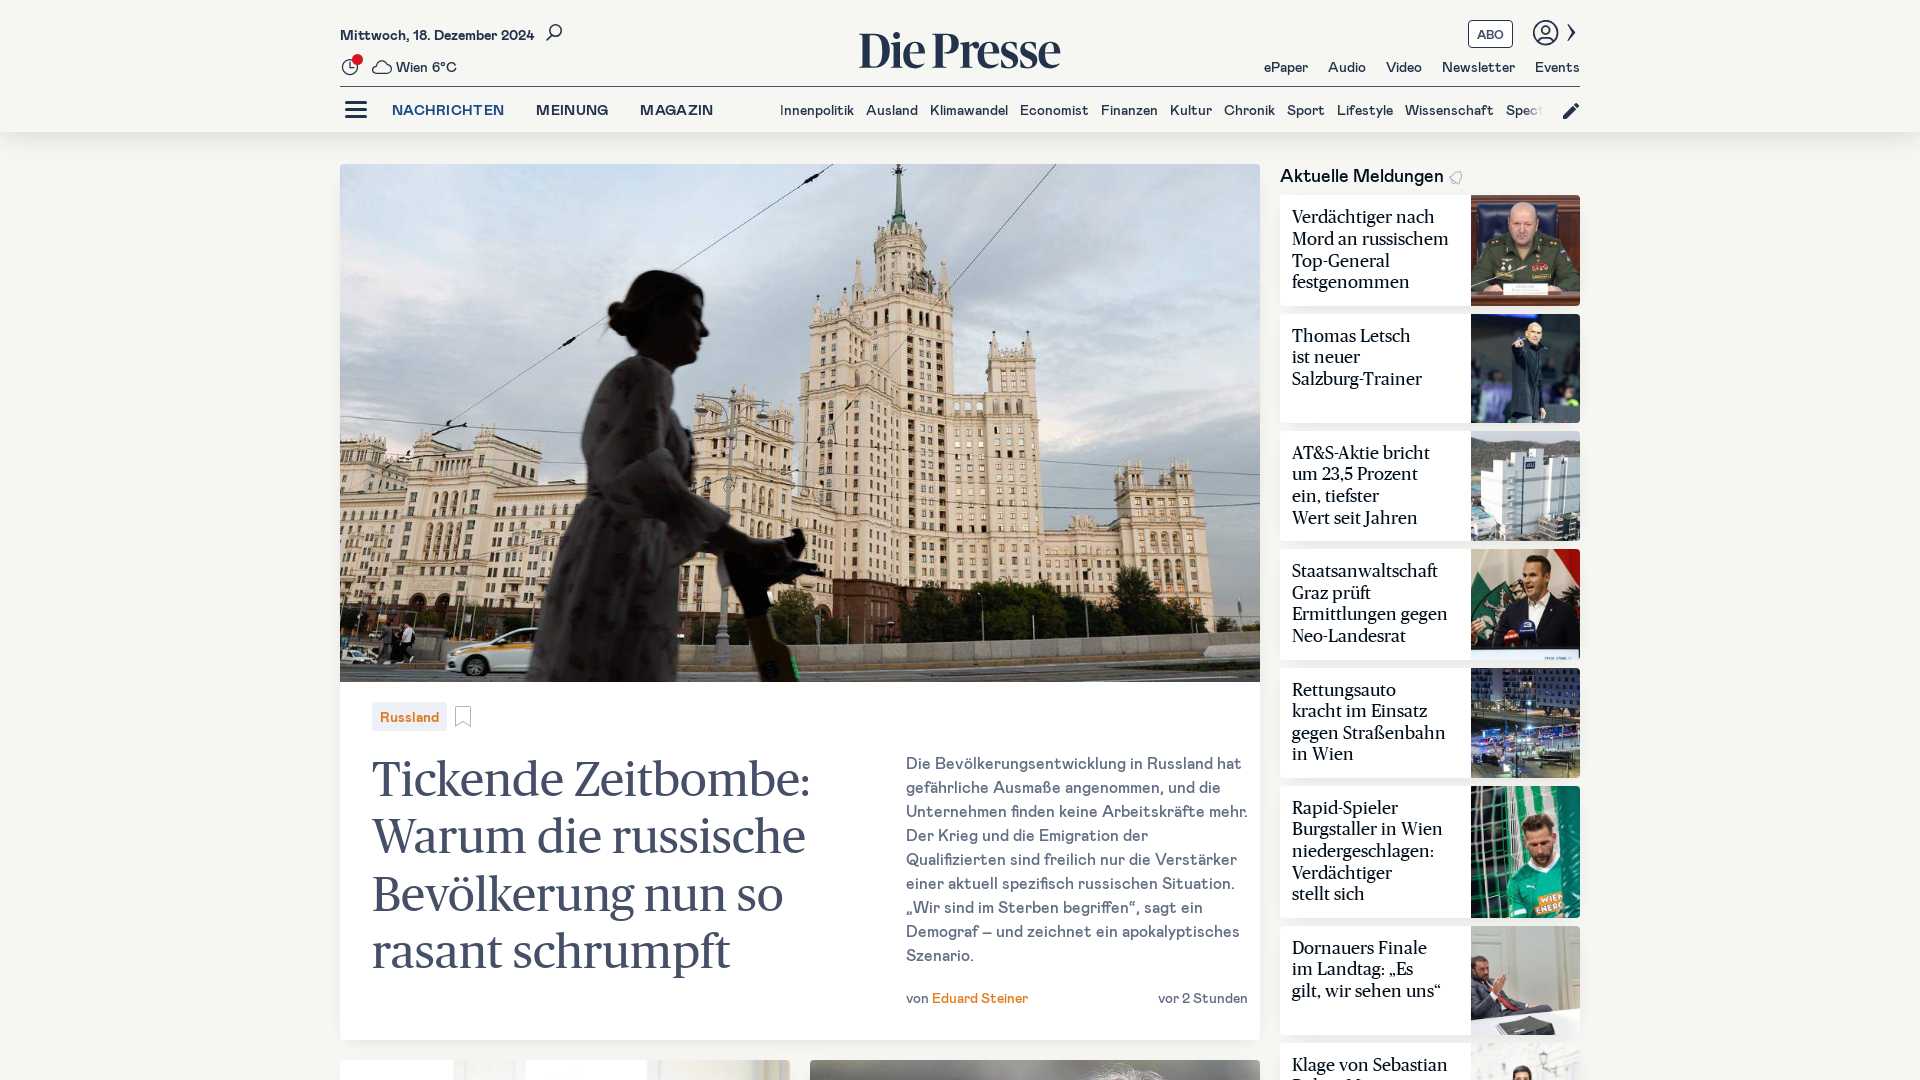 Mittwoch, 18. Dezember 2024
Wien 6°C
Die Presse
ABO
ePaper Audio Video Newsletter Events
NACHRICHTEN MEINUNG MAGAZIN
Innenpolitik Ausland Klimawandel Economist Finanzen Kultur Chronik Sport Lifestyle Wissenschaft Spect
Russland
Tickende Zeitbombe:
Warum die russische
Bevölkerung nun so
rasant schrumpft
Die Bevölkerungsentwicklung in Russland hat
gefährliche Ausmaße angenommen, und die
Unternehmen finden keine Arbeitskräfte mehr.
Der Krieg und die Emigration der
Qualifizierten sind freilich nur die Verstärker
einer aktuell spezifisch russischen Situation.
„Wir sind im Sterben begriffen“, sagt ein
Demograf – und zeichnet ein apokalyptisches
Szenario.
von Eduard Steiner
vor 2 Stunden
Aktuelle Meldungen
Verdächtiger nach
Mord an russischem
Top-General
festgenommen
Thomas Letsch
ist neuer
Salzburg-Trainer
AT&S-Aktie bricht
um 23,5 Prozent
ein, tiefster
Wert seit Jahren
Staatsanwaltschaft
Graz prüft
Ermittlungen gegen
Neo-Landesrat
Rettungsauto
kracht im Einsatz
gegen Straßenbahn
in Wien
Rapid-Spieler
Burgstaller in Wien
niedergeschlagen:
Verdächtiger
stellt sich
WIEN
ENERGIE
Dornauers Finale
im Landtag: „Es
gilt, wir sehen uns“
Klage von Sebastian